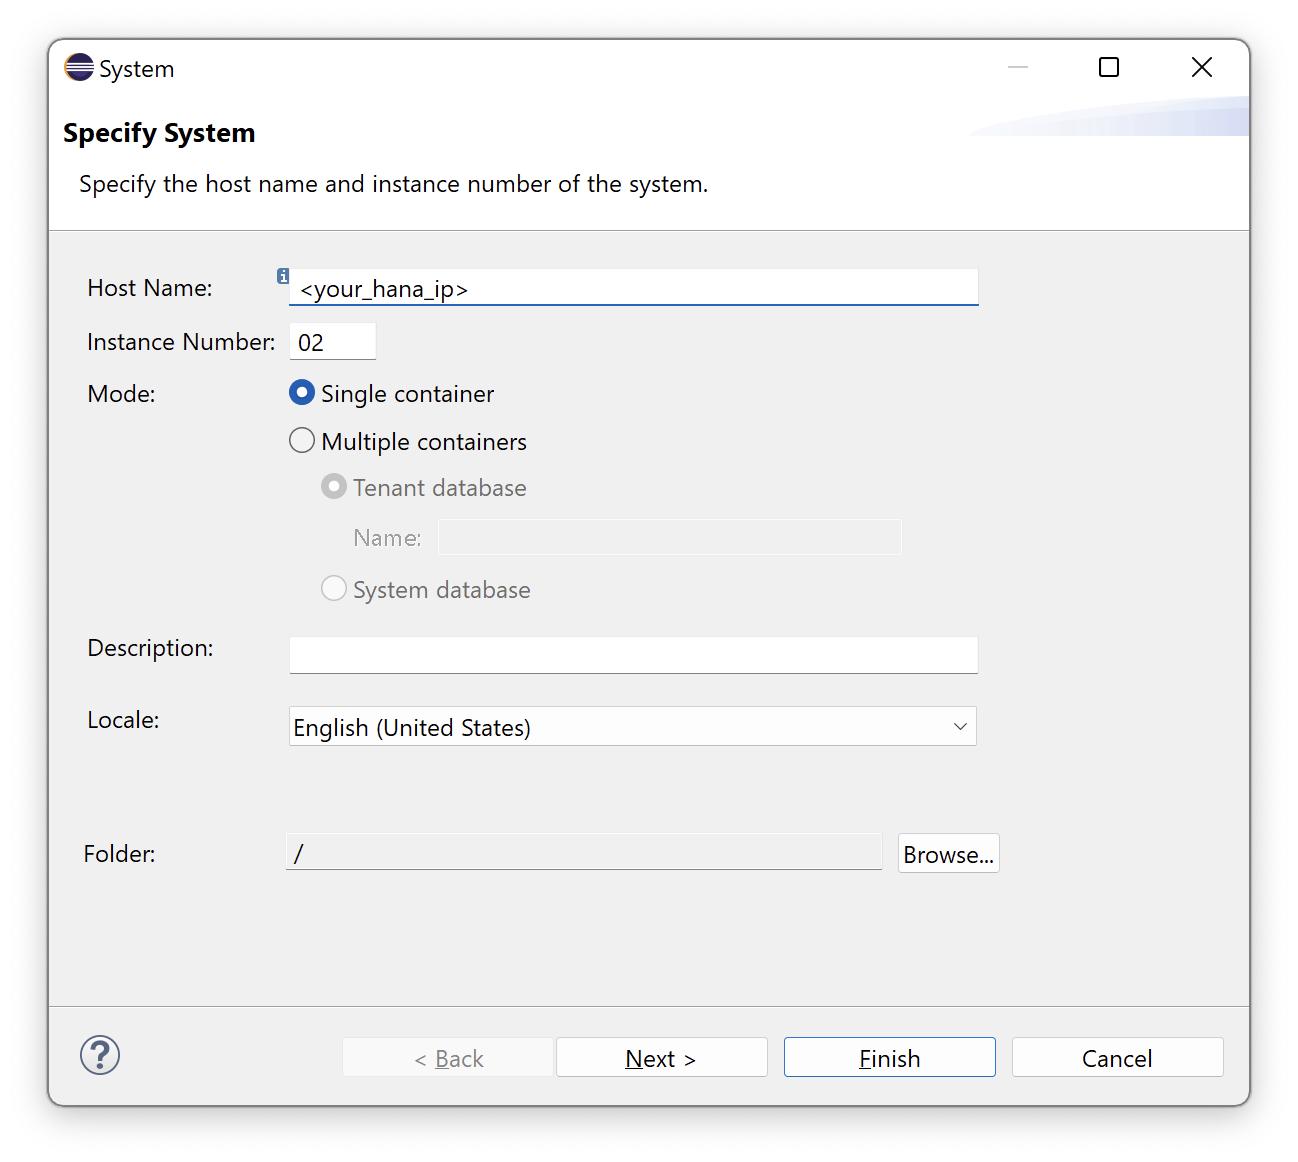 System
Specify System
Specify the host name and instance number of the system.
Host Name: <your_hana_ip>
Instance Number: 02
Mode: Single container
Multiple containers
Tenant database
Name:
System database
Description:
Locale: English (United States)
Folder: / Browse...
? < Back Next > Finish Cancel